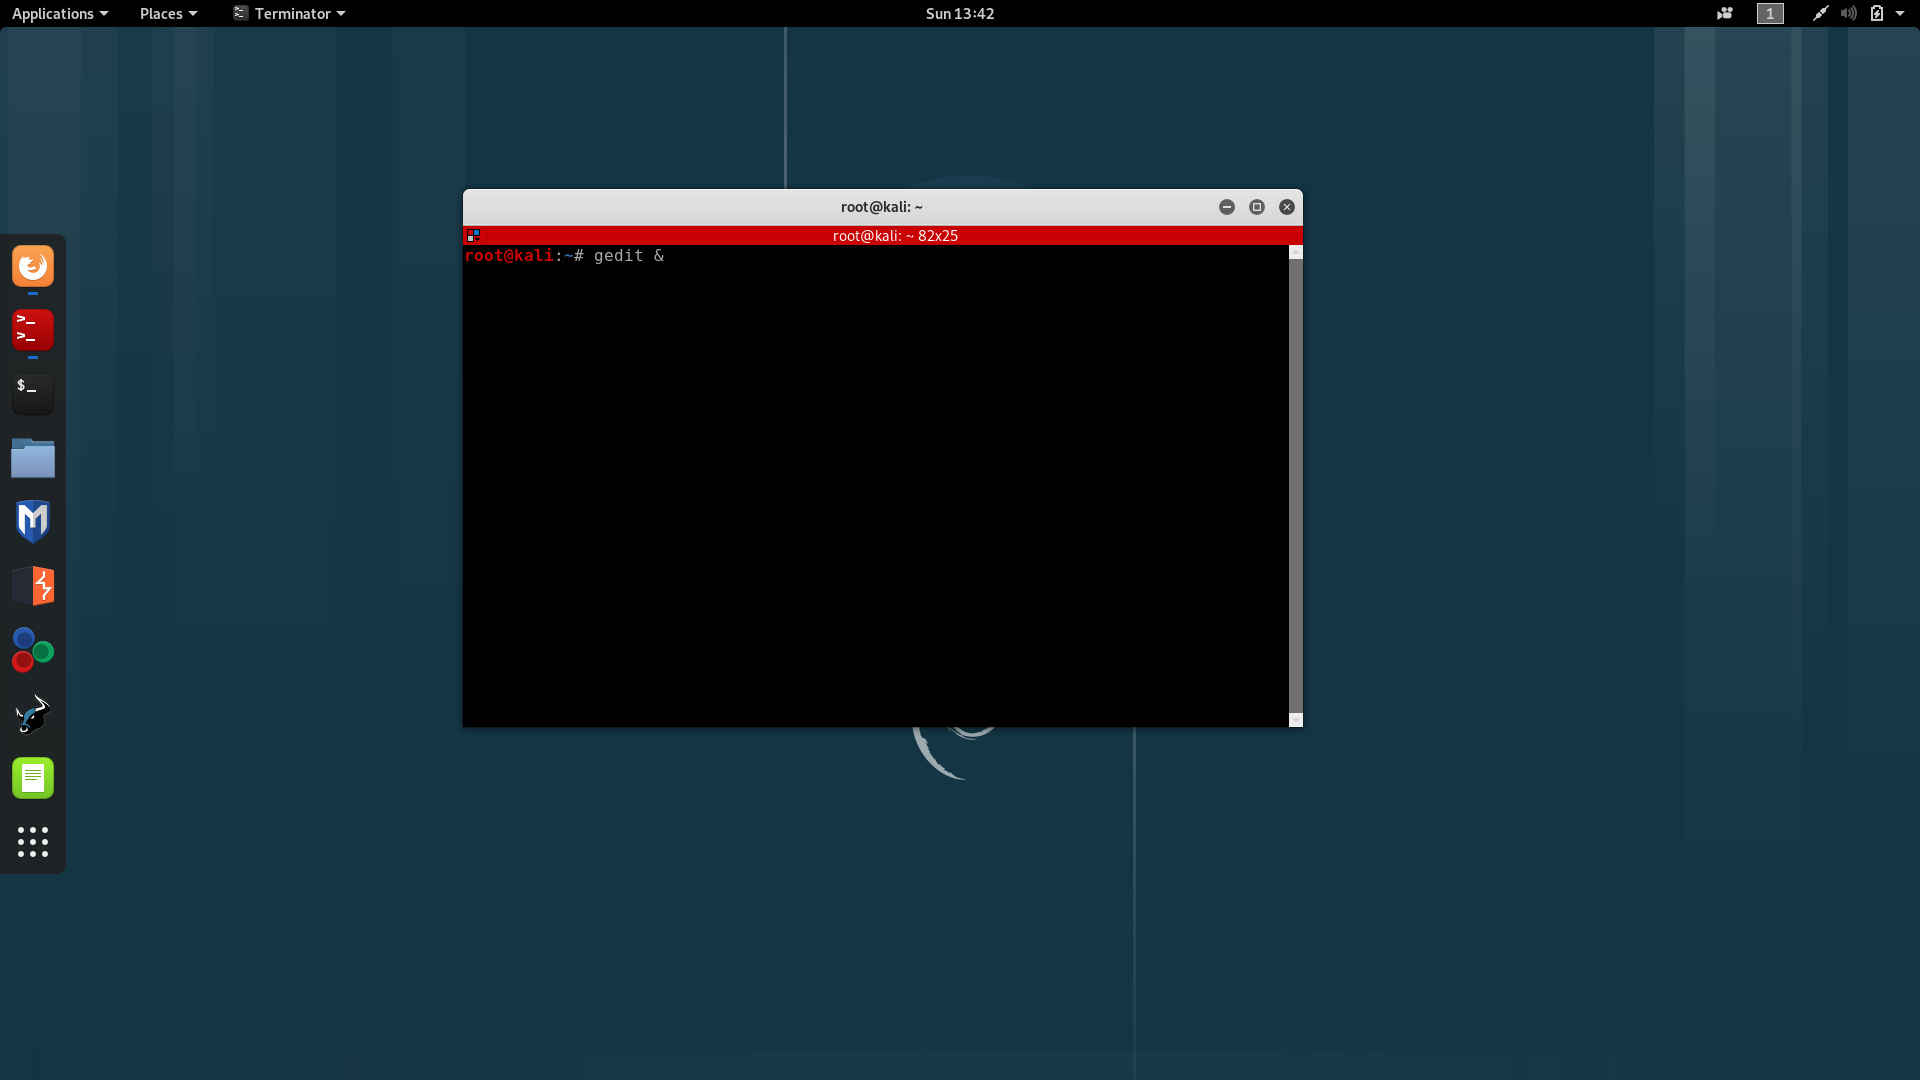 Applications Places Terminator Sun 13:42 1
root@kali: ~
root@kali: ~ 82x25
root@kali:~# gedit &
>_
>_
$_